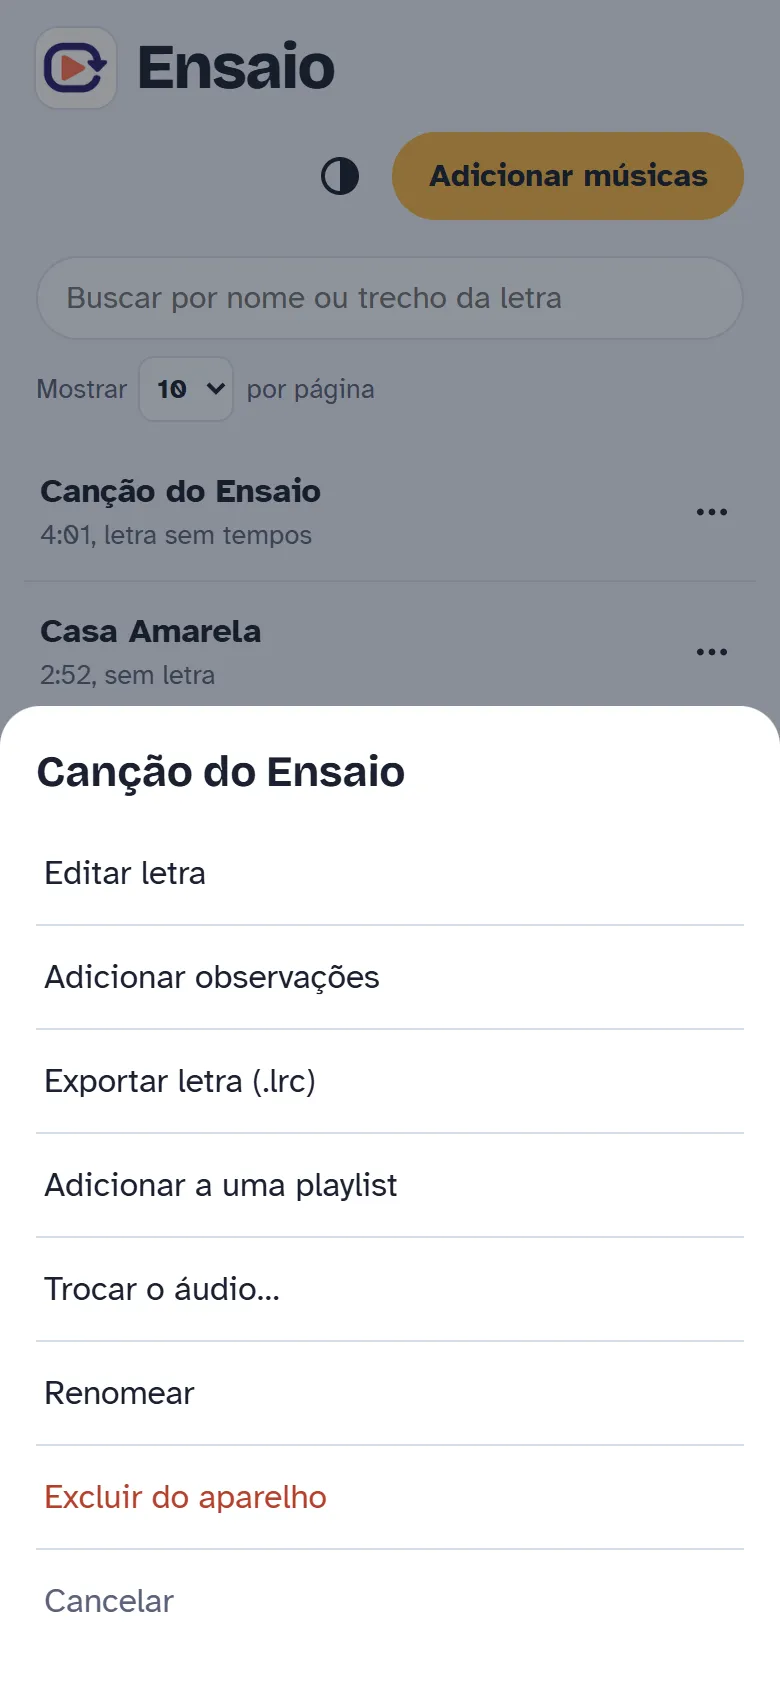 Ensaio
Adicionar músicas
Buscar por nome ou trecho da letra
Mostrar 10 por página
Canção do Ensaio
4:01, letra sem tempos
Casa Amarela
2:52, sem letra
Canção do Ensaio
Editar letra
Adicionar observações
Exportar letra (.lrc)
Adicionar a uma playlist
Trocar o áudio...
Renomear
Excluir do aparelho
Cancelar